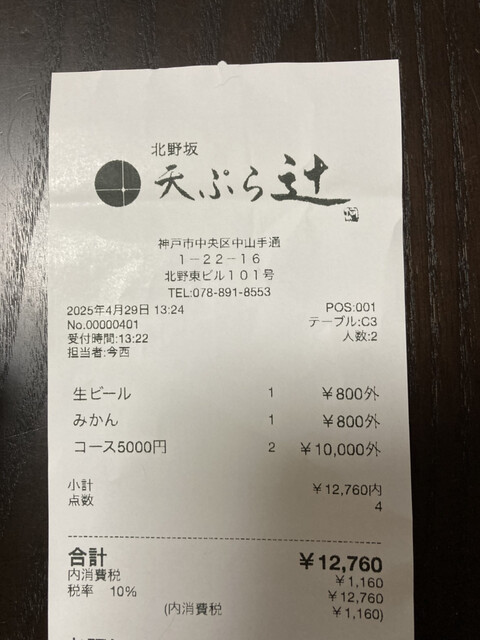 北野坂
天ぷら 辻
神戸市中央区中山手通
1-22-16
北野東ビル101号
TEL:078-891-8553
2025年4月29日 13:24 POS:001
No.00000401 テーブル:C3
受付時間:13:22 人数:2
担当者:今西
生ビール 1 ¥800外
みかん 1 ¥800外
コース5000円 2 ¥10,000外
小計 ¥12,760内
点数 4
合計 ¥12,760
内消費税 ¥1,160
税率 10% ¥12,760
(内消費税 ¥1,160)